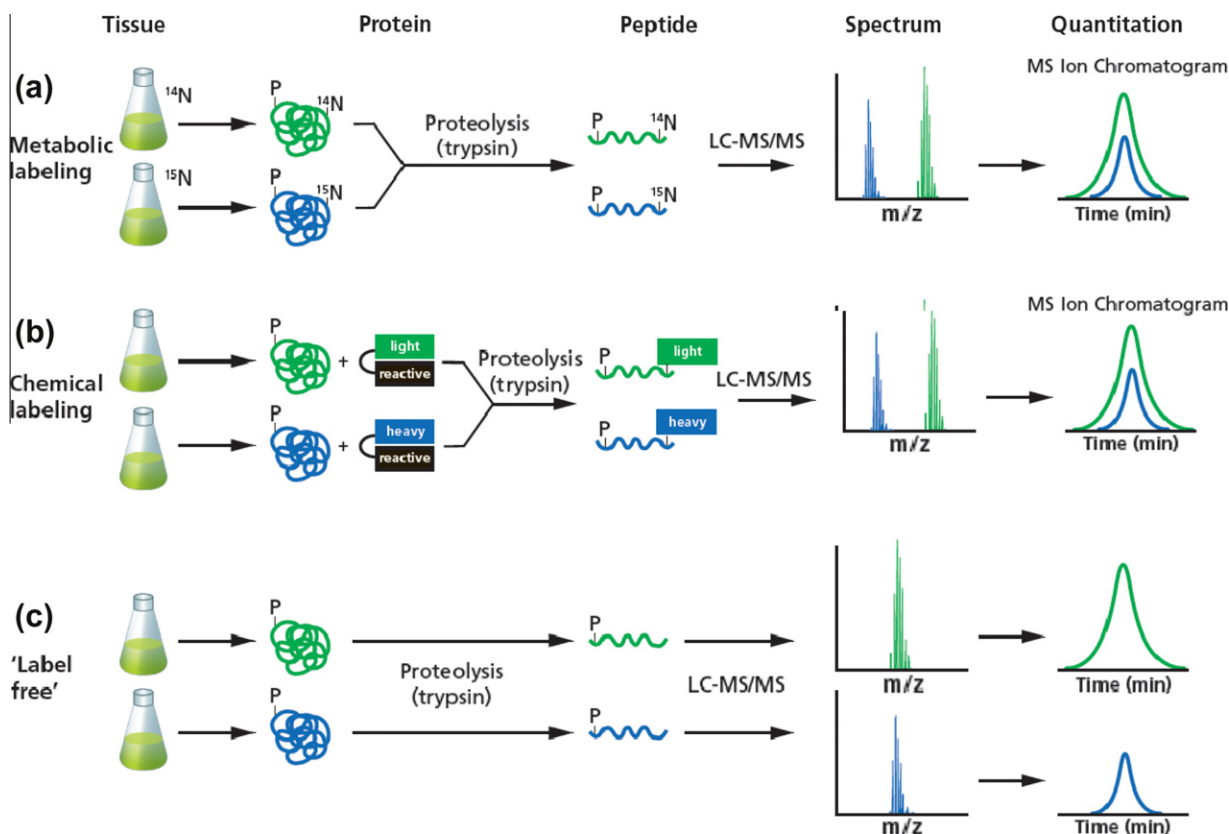 Tissue Protein Peptide Spectrum Quantitation
(a)
Metabolic
labeling
¹⁴N
¹⁵N
P
¹⁴N
P
¹⁵N
Proteolysis
(trypsin)
P
¹⁴N
P
¹⁵N
LC-MS/MS
m/z
MS Ion Chromatogram
Time (min)
(b)
Chemical
labeling
P
+
light
reactive
P
+
heavy
reactive
Proteolysis
(trypsin)
P
light
P
heavy
LC-MS/MS
m/z
MS Ion Chromatogram
Time (min)
(c)
'Label
free'
P
P
Proteolysis
(trypsin)
P
P
LC-MS/MS
m/z
Time (min)
m/z
Time (min)